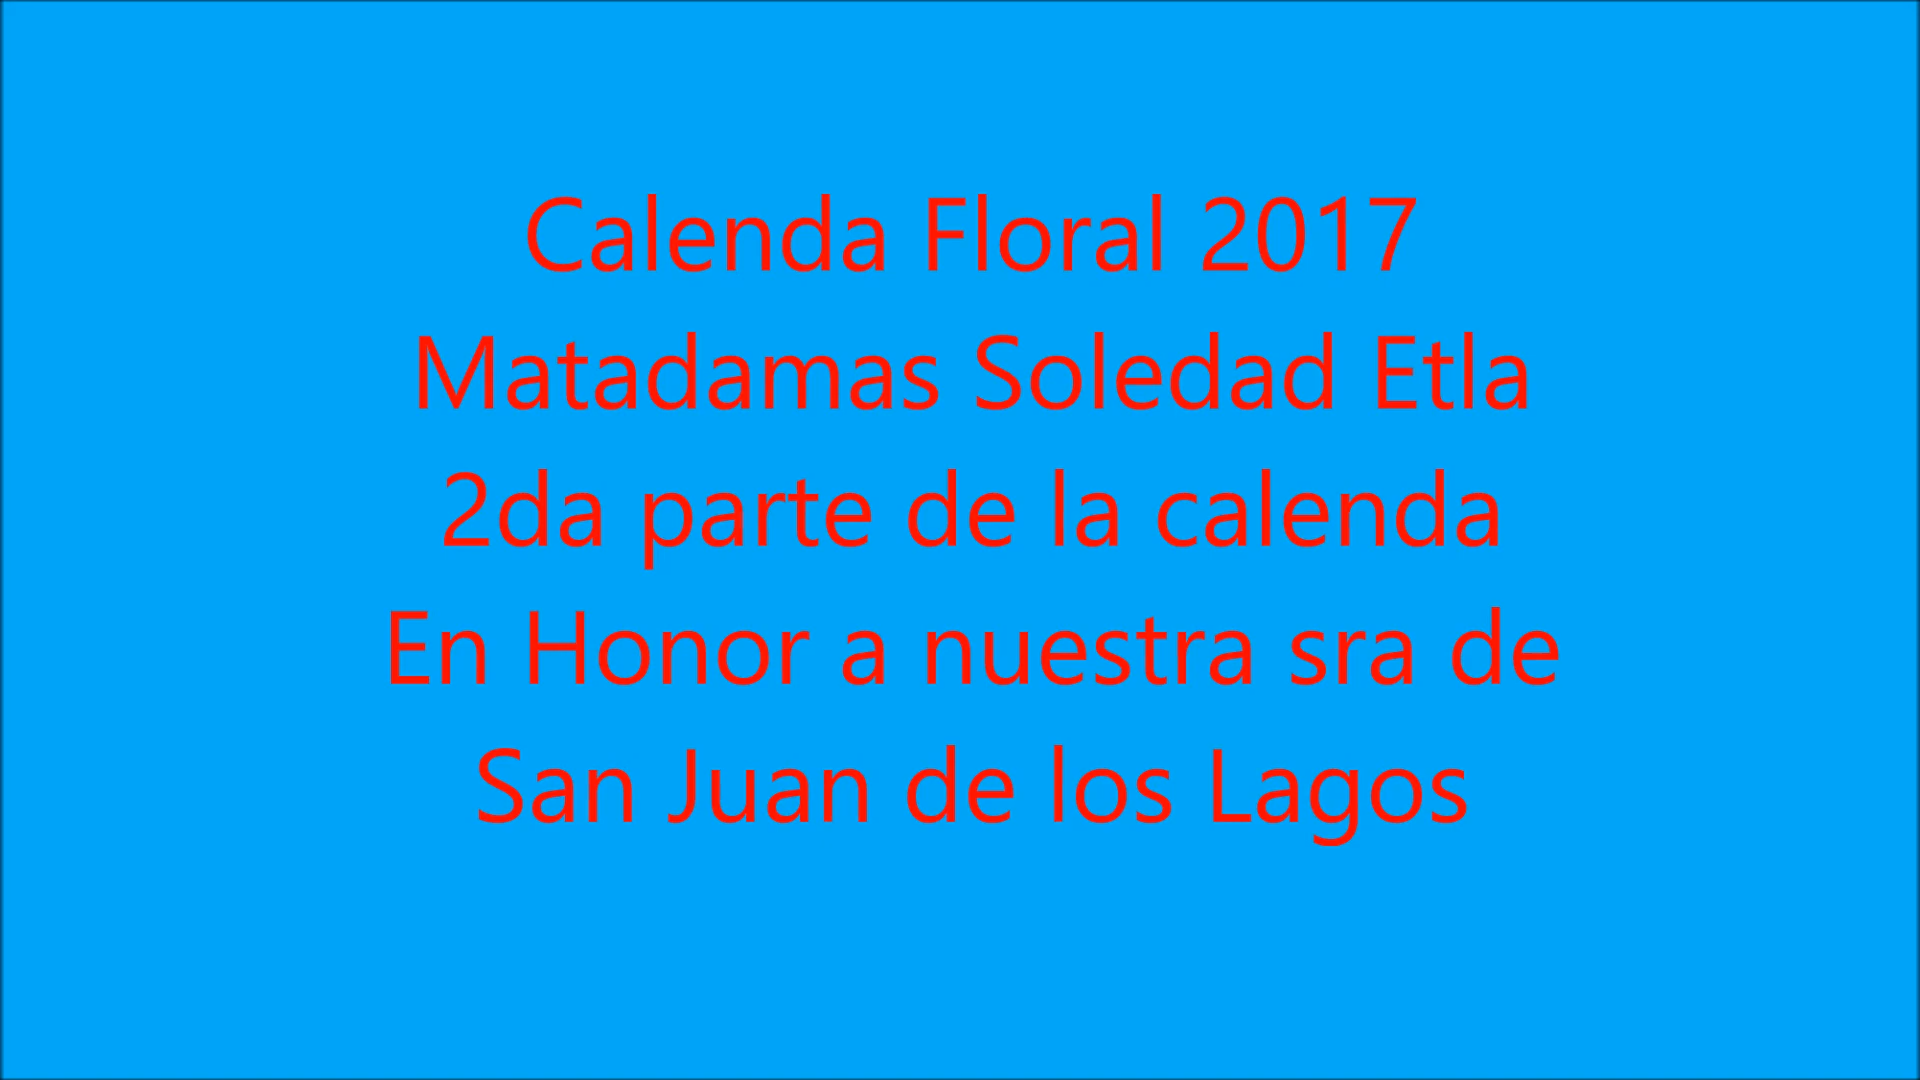 Calenda Floral 2017
Matadamas Soledad Etla
2da parte de la calenda
En Honor a nuestra sra de
San Juan de los Lagos